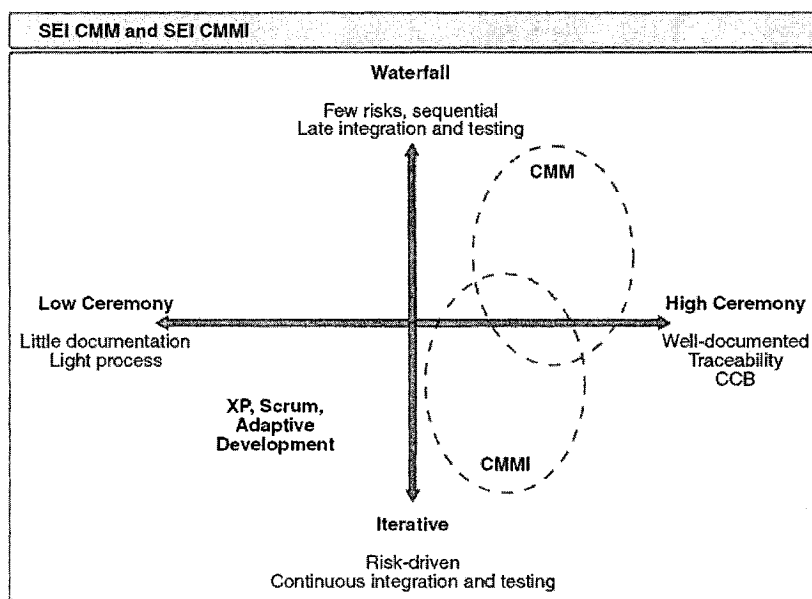 SEI CMM and SEI CMMI
Waterfall
Few risks, sequential
Late integration and testing
CMM
Low Ceremony
High Ceremony
Little documentation
Light process
Well-documented
Traceability
CCB
XP, Scrum,
Adaptive
Development
CMMI
Iterative
Risk-driven
Continuous integration and testing